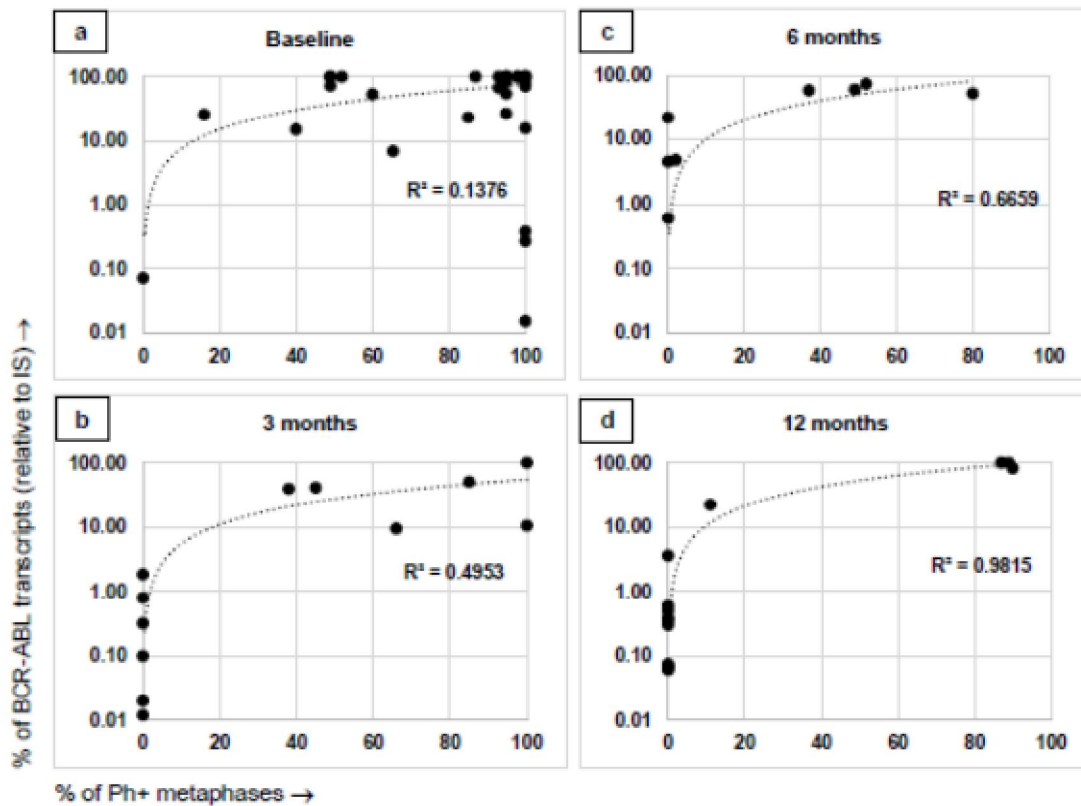 a
Baseline
100.00
10.00
1.00
0.10
0.01
R² = 0.1376
0 20 40 60 80 100
c
6 months
100.00
10.00
1.00
0.10
0.01
R² = 0.6659
0 20 40 60 80 100
b
3 months
100.00
10.00
1.00
0.10
0.01
R² = 0.4953
0 20 40 60 80 100
d
12 months
100.00
10.00
1.00
0.10
0.01
R² = 0.9815
0 20 40 60 80 100
% of BCR-ABL transcripts (relative to IS) →
% of Ph+ metaphases →